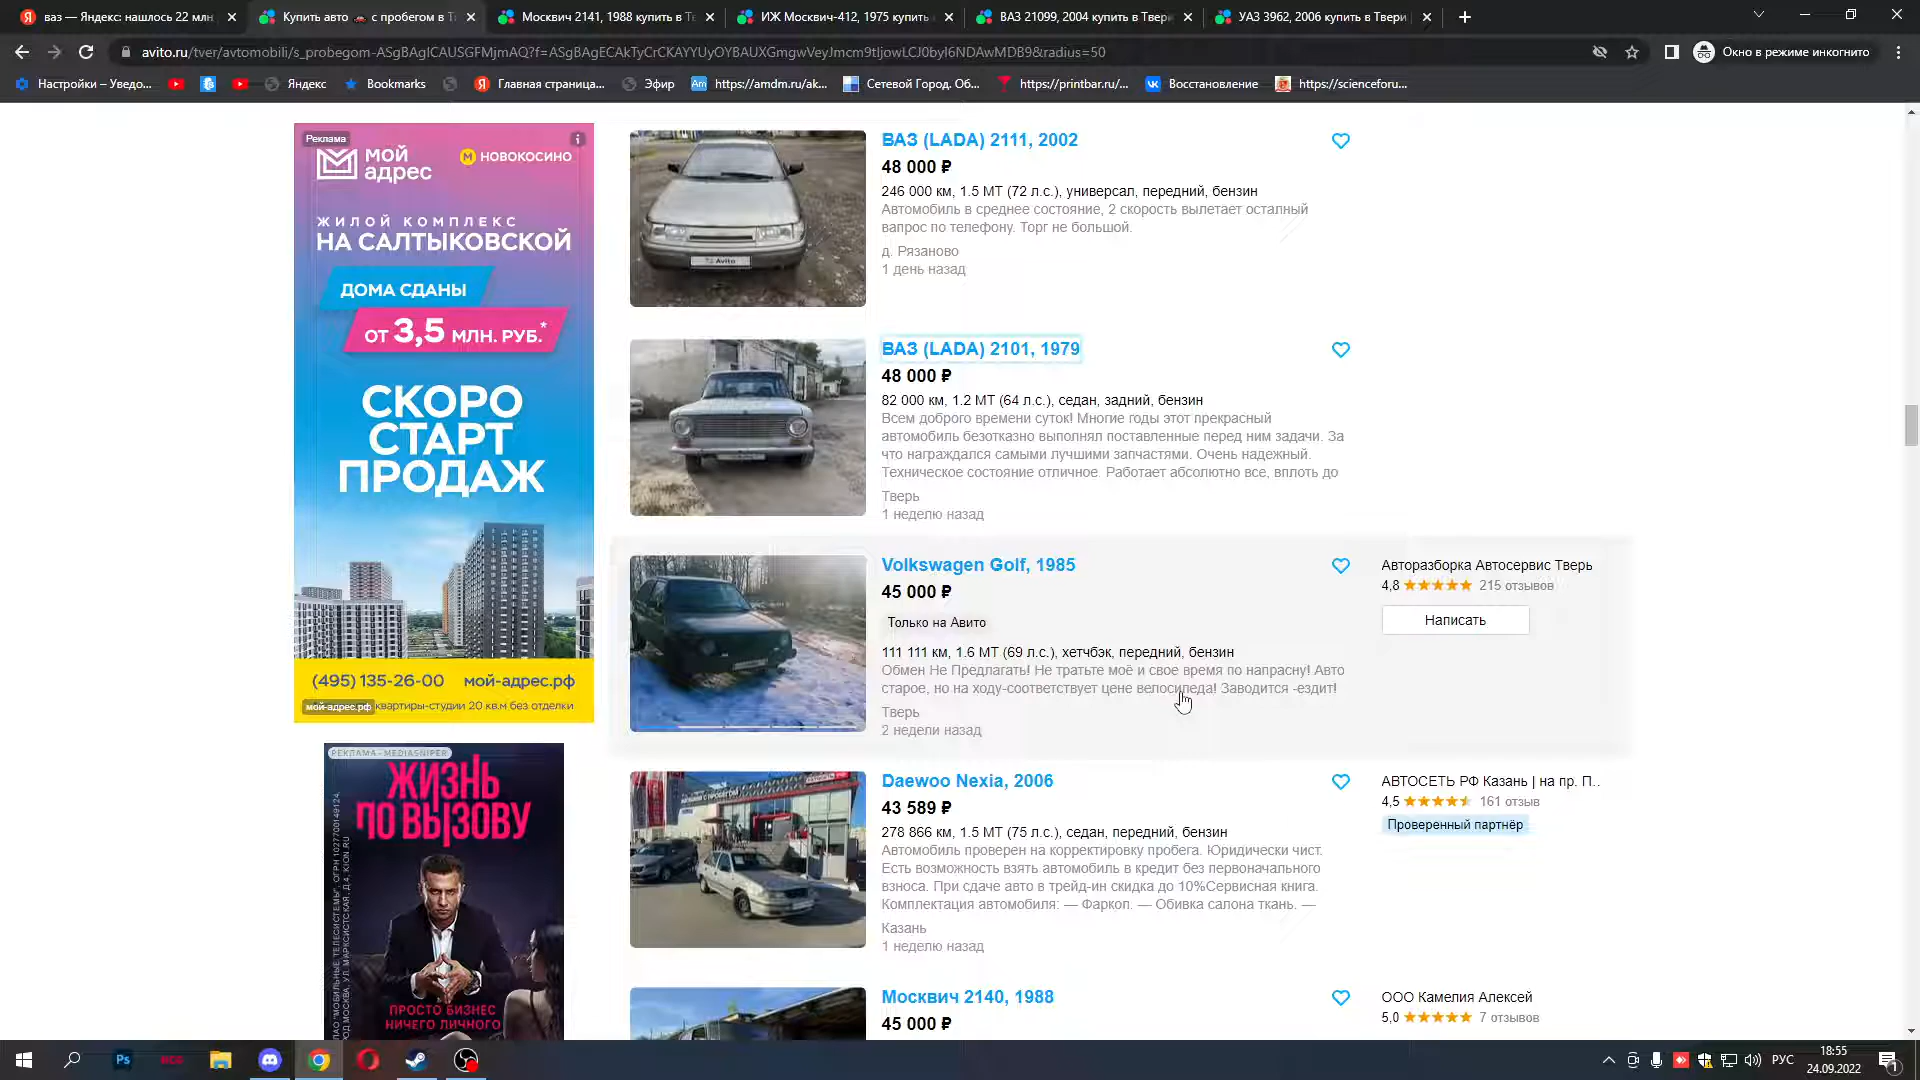 ваз — Яндекс: нашлось 22 млн
Купить авто 🚗 с пробегом в Т
Москвич 2141, 1988 купить в Те
ИЖ Москвич-412, 1975 купить
ВАЗ 21099, 2004 купить в Твери
УАЗ 3962, 2006 купить в Твери
avito.ru/tver/avtomobili/s_probegom-ASgBAgICAUSGFMjmAQ?f=ASgBAgECAkTyCrCKAYYUyOYBAUXGmgwVeyJmcm9tIjowLCJ0byI6NDAwMDB9&radius=50
Окно в режиме инкогнито
Настройки – Уведо...
Яндекс
Bookmarks
Главная страница...
Эфир
Am
https://amdm.ru/ak...
Сетевой Город. Об...
https://printbar.ru/...
Восстановление
https://scienceforu...
Реклама
МОЙ
адрес
М НОВОКОСИНО
ЖИЛОЙ КОМПЛЕКС
НА САЛТЫКОВСКОЙ
ДОМА СДАНЫ
ОТ 3,5 МЛН. РУБ.*
СКОРО
СТАРТ
ПРОДАЖ
(495) 135-26-00 мой-адрес.рф
мой-адрес.рф квартиры-студии 20 кв.м без отделки
РЕКЛАМА • MEDIASNIPER
ЖИЗНЬ
ПО ВЫЗОВУ
ПРОСТО БИЗНЕС
НИЧЕГО ЛИЧНОГО
ВАЗ (LADA) 2111, 2002
48 000 ₽
246 000 км, 1.5 MT (72 л.с.), универсал, передний, бензин
Автомобиль в среднее состояние, 2 скорость вылетает осталный
вапрос по телефону. Торг не большой.
д. Рязаново
1 день назад
Avito
ВАЗ (LADA) 2101, 1979
48 000 ₽
82 000 км, 1.2 MT (64 л.с.), седан, задний, бензин
Всем доброго времени суток! Многие годы этот прекрасный
автомобиль безотказно выполнял поставленные перед ним задачи. За
что награждался самыми лучшими запчастями. Очень надежный.
Техническое состояние отличное. Работает абсолютно все, вплоть до
Тверь
1 неделю назад
Volkswagen Golf, 1985
45 000 ₽
Только на Авито
111 111 км, 1.6 MT (69 л.с.), хетчбэк, передний, бензин
Обмен Не Предлагать! Не тратьте моё и свое время по напрасну! Авто
старое, но на ходу-соответствует цене велосипеда! Заводится -ездит!
Тверь
2 недели назад
Авторазборка Автосервис Тверь
4,8 ★★★★★ 215 отзывов
Написать
Daewoo Nexia, 2006
43 589 ₽
278 866 км, 1.5 MT (75 л.с.), седан, передний, бензин
Автомобиль проверен на корректировку пробега. Юридически чист.
Есть возможность взять автомобиль в кредит без первоначального
взноса. При сдаче авто в трейд-ин скидка до 10%Сервисная книга.
Комплектация автомобиля: — Фаркоп. — Обивка салона ткань. —
Казань
1 неделю назад
АВТОСЕТЬ РФ Казань | на пр. П..
4,5 ★★★★★ 161 отзыв
Проверенный партнёр
Москвич 2140, 1988
45 000 ₽
ООО Камелия Алексей
5,0 ★★★★★ 7 отзывов
Ps
РУС
18:55
24.09.2022
1